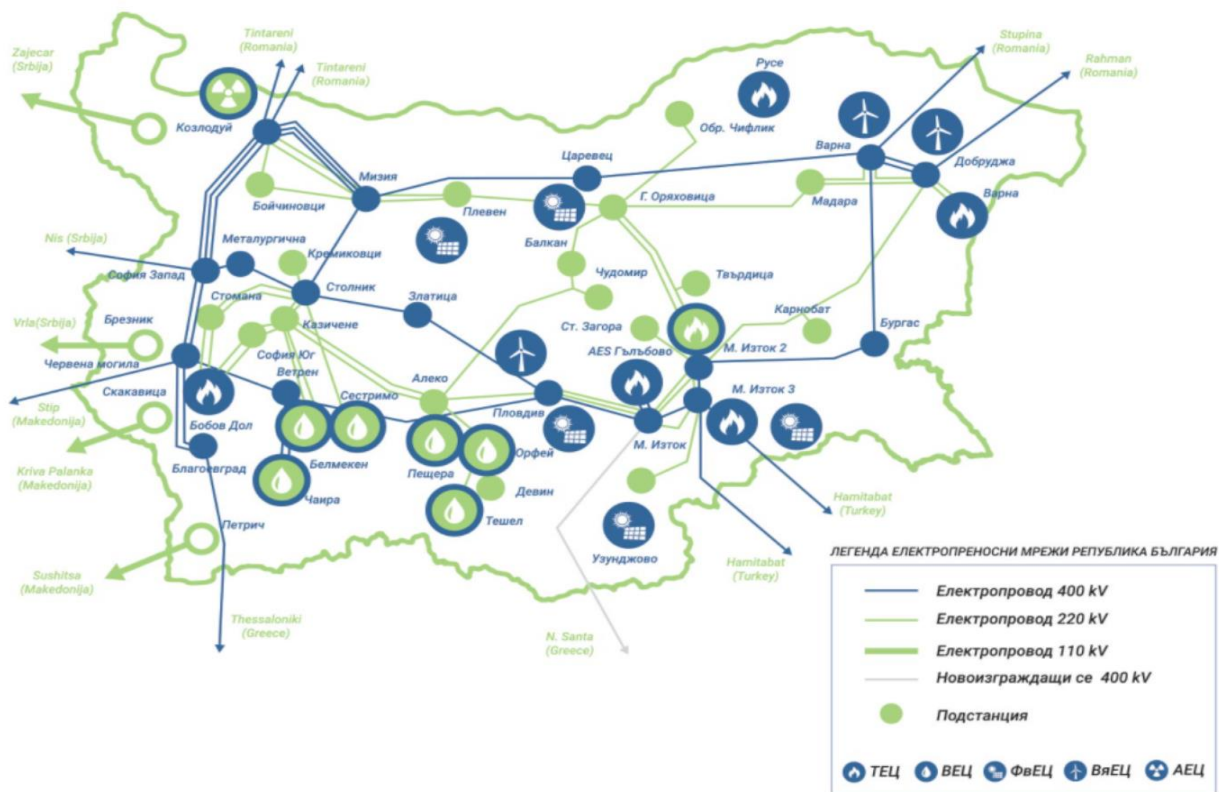 Tintareni
(Romania)
Tintareni
(Romania)
Stupina
(Romania)
Rahman
(Romania)
Zajecar
(Srbija)
Русе
Козлодуй
Обр. Чифлик
Варна
Царевец
Добруджа
Мизия
Бойчиновци
Плевен
Г. Оряховица
Мадара
Варна
Nis (Srbija)
Металургична
Кремиковци
Балкан
София Запад
Столник
Чудомир
Твърдица
Стомана
Златица
Карнобат
Vrla(Srbija)
Брезник
Казичене
Ст. Загора
Бургас
София Юг
AES Гълъбово
М. Изток 2
Червена могила
Ветрен
Алеко
Скакавица
Сестримо
М. Изток 3
Stip
(Makedonija)
Бобов Дол
Пловдив
М. Изток
Kriva Palanka
(Makedonija)
Благоевград
Белмекен
Пещера
Орфей
Чаира
Девин
Hamitabat
(Turkey)
Петрич
Тешел
Узунджово
Sushitsa
(Makedonija)
Hamitabat
(Turkey)
Thessaloniki
(Greece)
N. Santa
(Greece)
ЛЕГЕНДА ЕЛЕКТРОПРЕНОСНИ МРЕЖИ РЕПУБЛИКА БЪЛГАРИЯ
Електропровод 400 kV
Електропровод 220 kV
Електропровод 110 kV
Новоизграждащи се 400 kV
Подстанция
ТЕЦ ВЕЦ ФвЕЦ ВяЕЦ АЕЦ